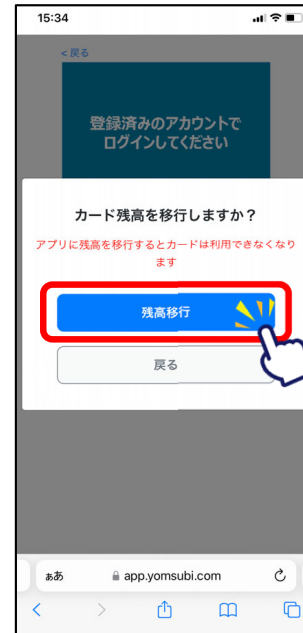 15:34
<戻る
登録済みのアカウントで
ログインしてください
カード残高を移行しますか？
アプリに残高を移行するとカードは利用できなくなり
ます
残高移行
戻る
ぁあ
app.yomsubi.com